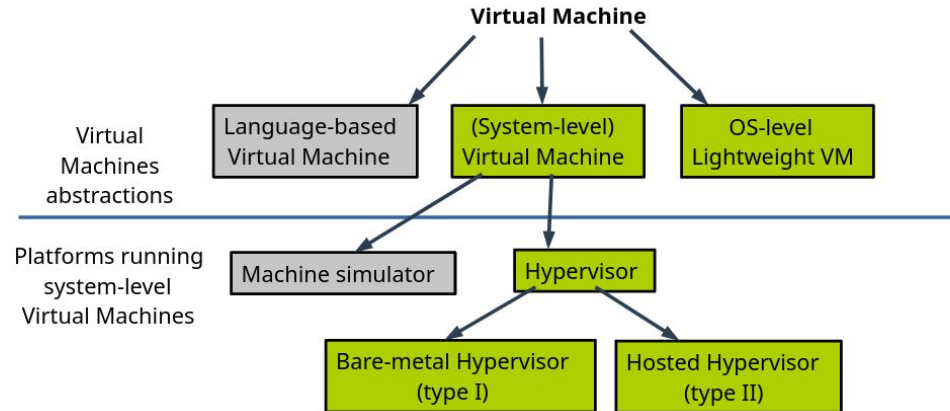 Virtual Machine
Language-based
Virtual Machine
(System-level)
Virtual Machine
OS-level
Lightweight VM
Virtual
Machines
abstractions
Platforms running
system-level
Virtual Machines
Machine simulator
Hypervisor
Bare-metal Hypervisor
(type I)
Hosted Hypervisor
(type II)